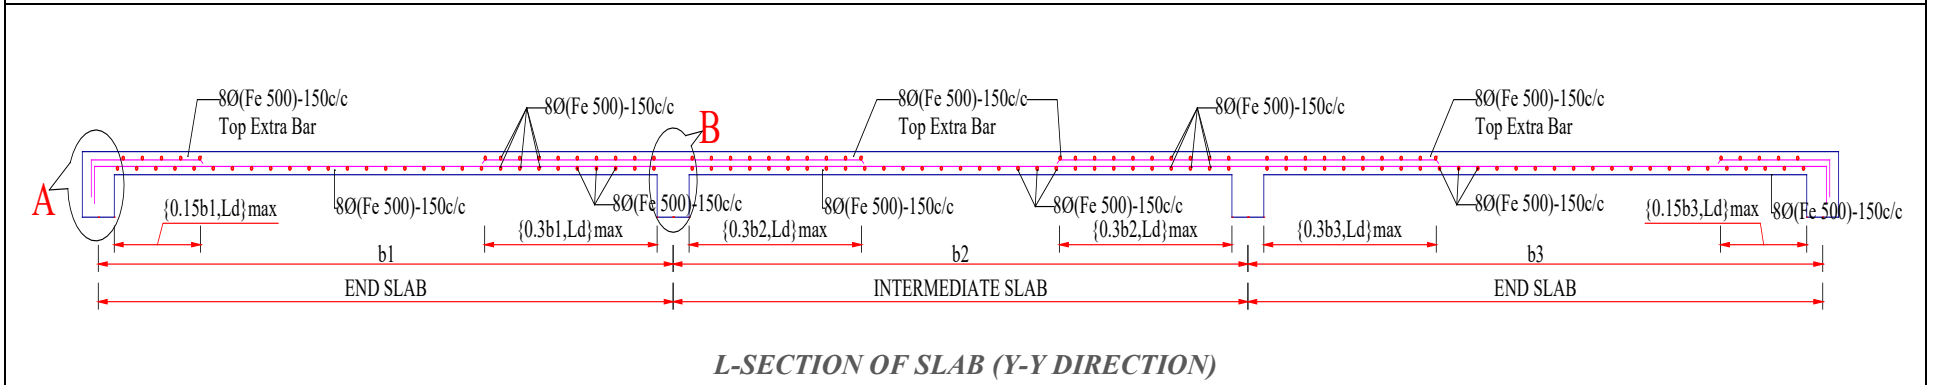 8Ø(Fe 500)-150c/c
Top Extra Bar
8Ø(Fe 500)-150c/c
B
8Ø(Fe 500)-150c/c
Top Extra Bar
8Ø(Fe 500)-150c/c
8Ø(Fe 500)-150c/c
Top Extra Bar
A
{0.15b1,Ld}max
8Ø(Fe 500)-150c/c
8Ø(Fe 500)-150c/c
8Ø(Fe 500)-150c/c
8Ø(Fe 500)-150c/c
8Ø(Fe 500)-150c/c
{0.15b3,Ld}max
8Ø(Fe 500)-150c/c
{0.3b1,Ld}max
{0.3b2,Ld}max
{0.3b2,Ld}max
{0.3b3,Ld}max
b1
b2
b3
END SLAB
INTERMEDIATE SLAB
END SLAB
L-SECTION OF SLAB (Y-Y DIRECTION)